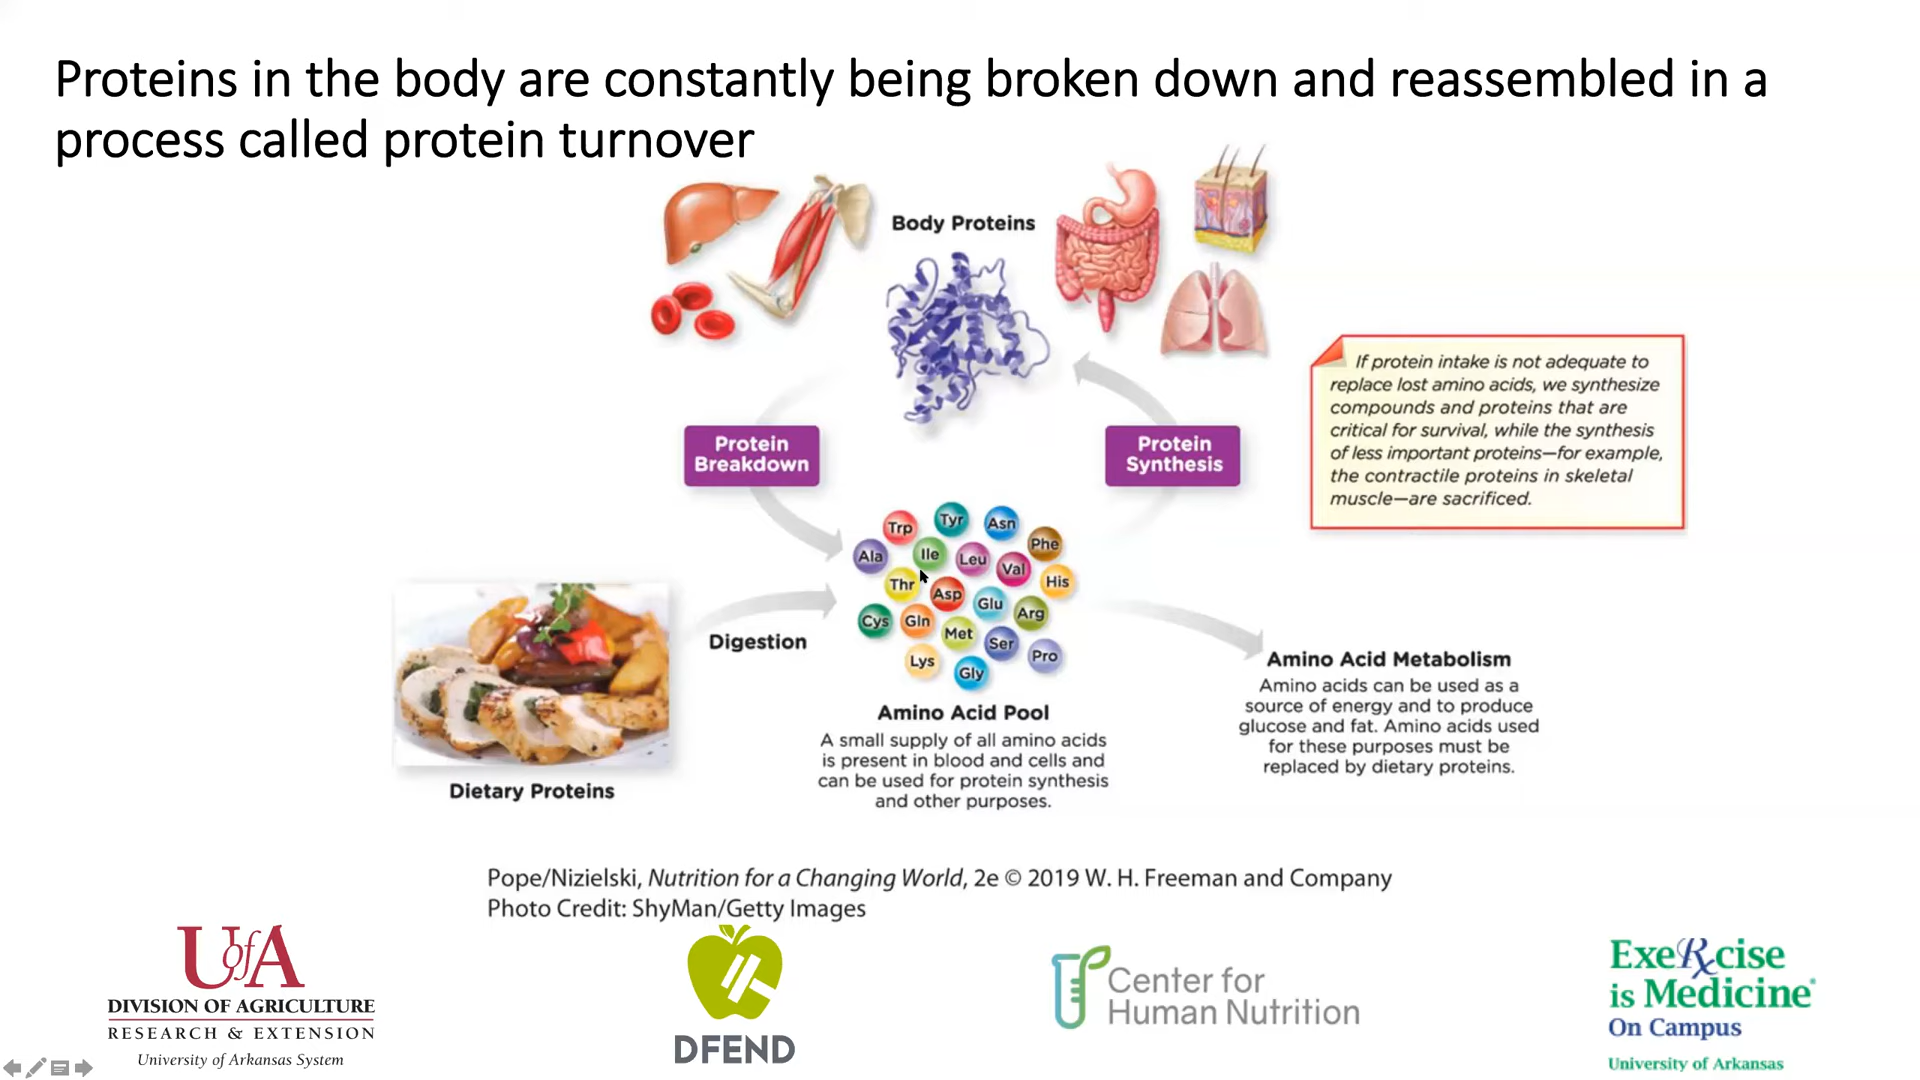 Proteins in the body are constantly being broken down and reassembled in a
process called protein turnover
Body Proteins
If protein intake is not adequate to
replace lost amino acids, we synthesize
compounds and proteins that are
critical for survival, while the synthesis
of less important proteins—for example,
the contractile proteins in skeletal
muscle—are sacrificed.
Protein
Breakdown
Protein
Synthesis
Trp
Tyr
Asn
Phe
Ala
Ile
Leu
Val
His
Thr
Asp
Glu
Arg
Cys
Gln
Met
Ser
Pro
Lys
Gly
Digestion
Dietary Proteins
Amino Acid Pool
A small supply of all amino acids
is present in blood and cells and
can be used for protein synthesis
and other purposes.
Amino Acid Metabolism
Amino acids can be used as a
source of energy and to produce
glucose and fat. Amino acids used
for these purposes must be
replaced by dietary proteins.
Pope/Nizielski, Nutrition for a Changing World, 2e © 2019 W. H. Freeman and Company
Photo Credit: ShyMan/Getty Images
UofA
DIVISION OF AGRICULTURE
RESEARCH & EXTENSION
University of Arkansas System
DFEND
Center for
Human Nutrition
ExeRxcise
is Medicine®
On Campus
University of Arkansas